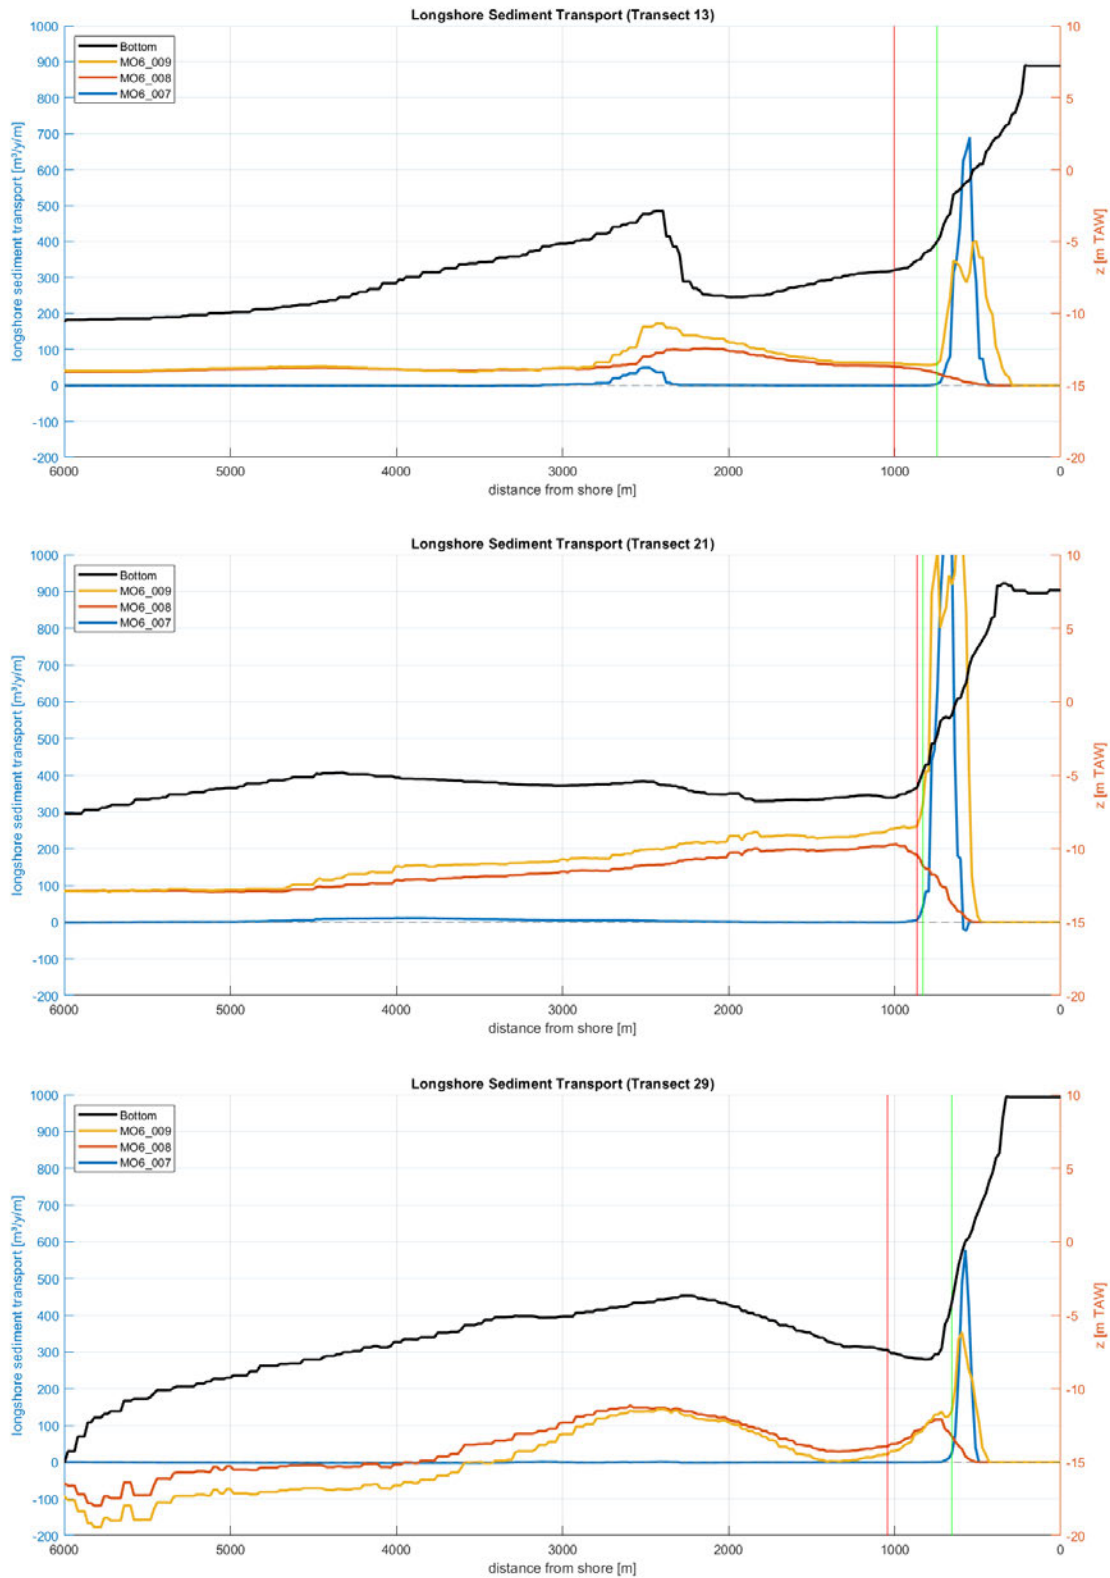 Longshore Sediment Transport (Transect 13)
Bottom
MO6_009
MO6_008
MO6_007
longshore sediment transport [m³/y/m]
1000
900
800
700
600
500
400
300
200
100
0
-100
-200
10
5
0
-5
-10
-15
-20
z [m TAW]
6000 5000 4000 3000 2000 1000 0
distance from shore [m]
Longshore Sediment Transport (Transect 21)
Bottom
MO6_009
MO6_008
MO6_007
longshore sediment transport [m³/y/m]
1000
900
800
700
600
500
400
300
200
100
0
-100
-200
10
5
0
-5
-10
-15
-20
z [m TAW]
6000 5000 4000 3000 2000 1000 0
distance from shore [m]
Longshore Sediment Transport (Transect 29)
Bottom
MO6_009
MO6_008
MO6_007
longshore sediment transport [m³/y/m]
1000
900
800
700
600
500
400
300
200
100
0
-100
-200
10
5
0
-5
-10
-15
-20
z [m TAW]
6000 5000 4000 3000 2000 1000 0
distance from shore [m]